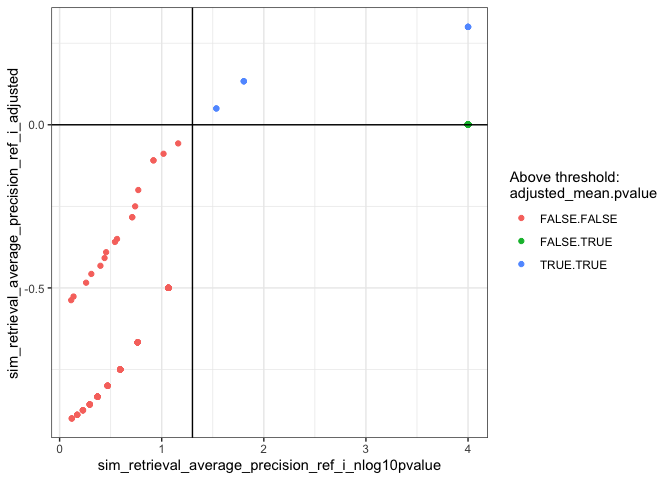 sim_retrieval_average_precision_ref_i_adjusted
0.0
-0.5
0
1
2
3
4
sim_retrieval_average_precision_ref_i_nlog10pvalue
Above threshold:
adjusted_mean.pvalue
FALSE.FALSE
FALSE.TRUE
TRUE.TRUE